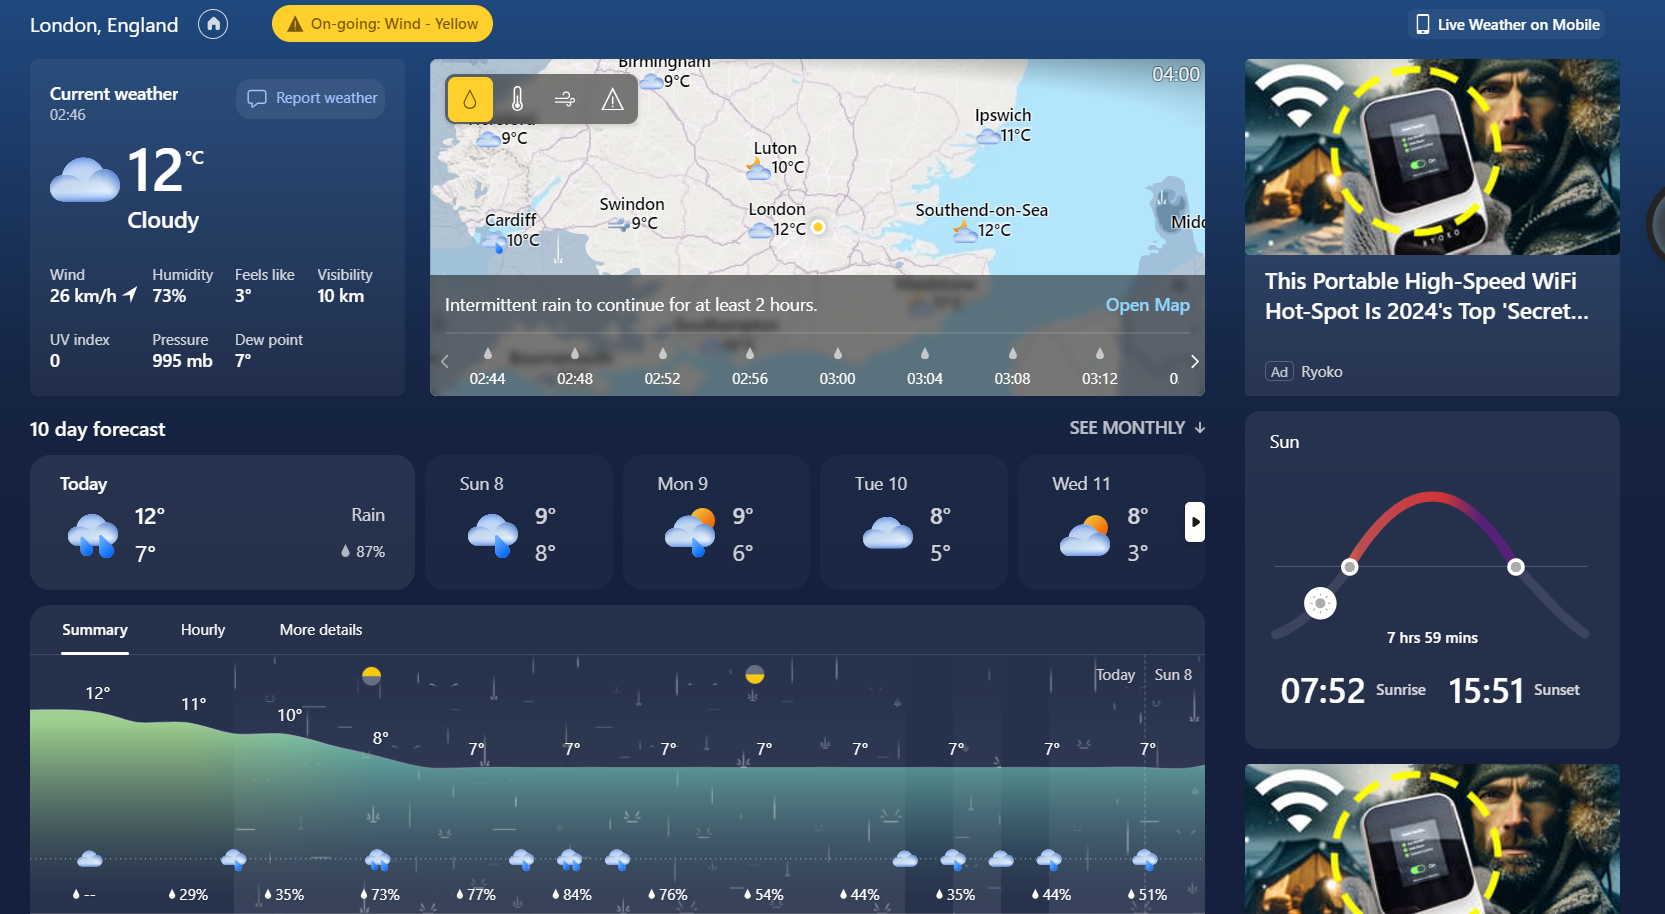 London, England
On-going: Wind - Yellow
Live Weather on Mobile
Current weather
02:46
Report weather
12°C
Cloudy
Wind
26 km/h
Humidity
73%
Feels like
3°
Visibility
10 km
UV index
0
Pressure
995 mb
Dew point
7°
04:00
Birmingham
9°C
9°C
Ipswich
11°C
Luton
10°C
Swindon
9°C
London
12°C
Southend-on-Sea
12°C
Cardiff
10°C
Midd
Intermittent rain to continue for at least 2 hours.
Open Map
02:44
02:48
02:52
02:56
03:00
03:04
03:08
03:12
0
This Portable High-Speed WiFi
Hot-Spot Is 2024's Top 'Secret...
Ad Ryoko
RYOKO
10 day forecast
SEE MONTHLY
Today
12°
7°
Rain
87%
Sun 8
9°
8°
Mon 9
9°
6°
Tue 10
8°
5°
Wed 11
8°
3°
Sun
7 hrs 59 mins
07:52 Sunrise
15:51 Sunset
Summary
Hourly
More details
Today
Sun 8
12°
11°
10°
8°
7°
7°
7°
7°
7°
7°
7°
7°
--
29%
35%
73%
77%
84%
76%
54%
44%
35%
44%
51%